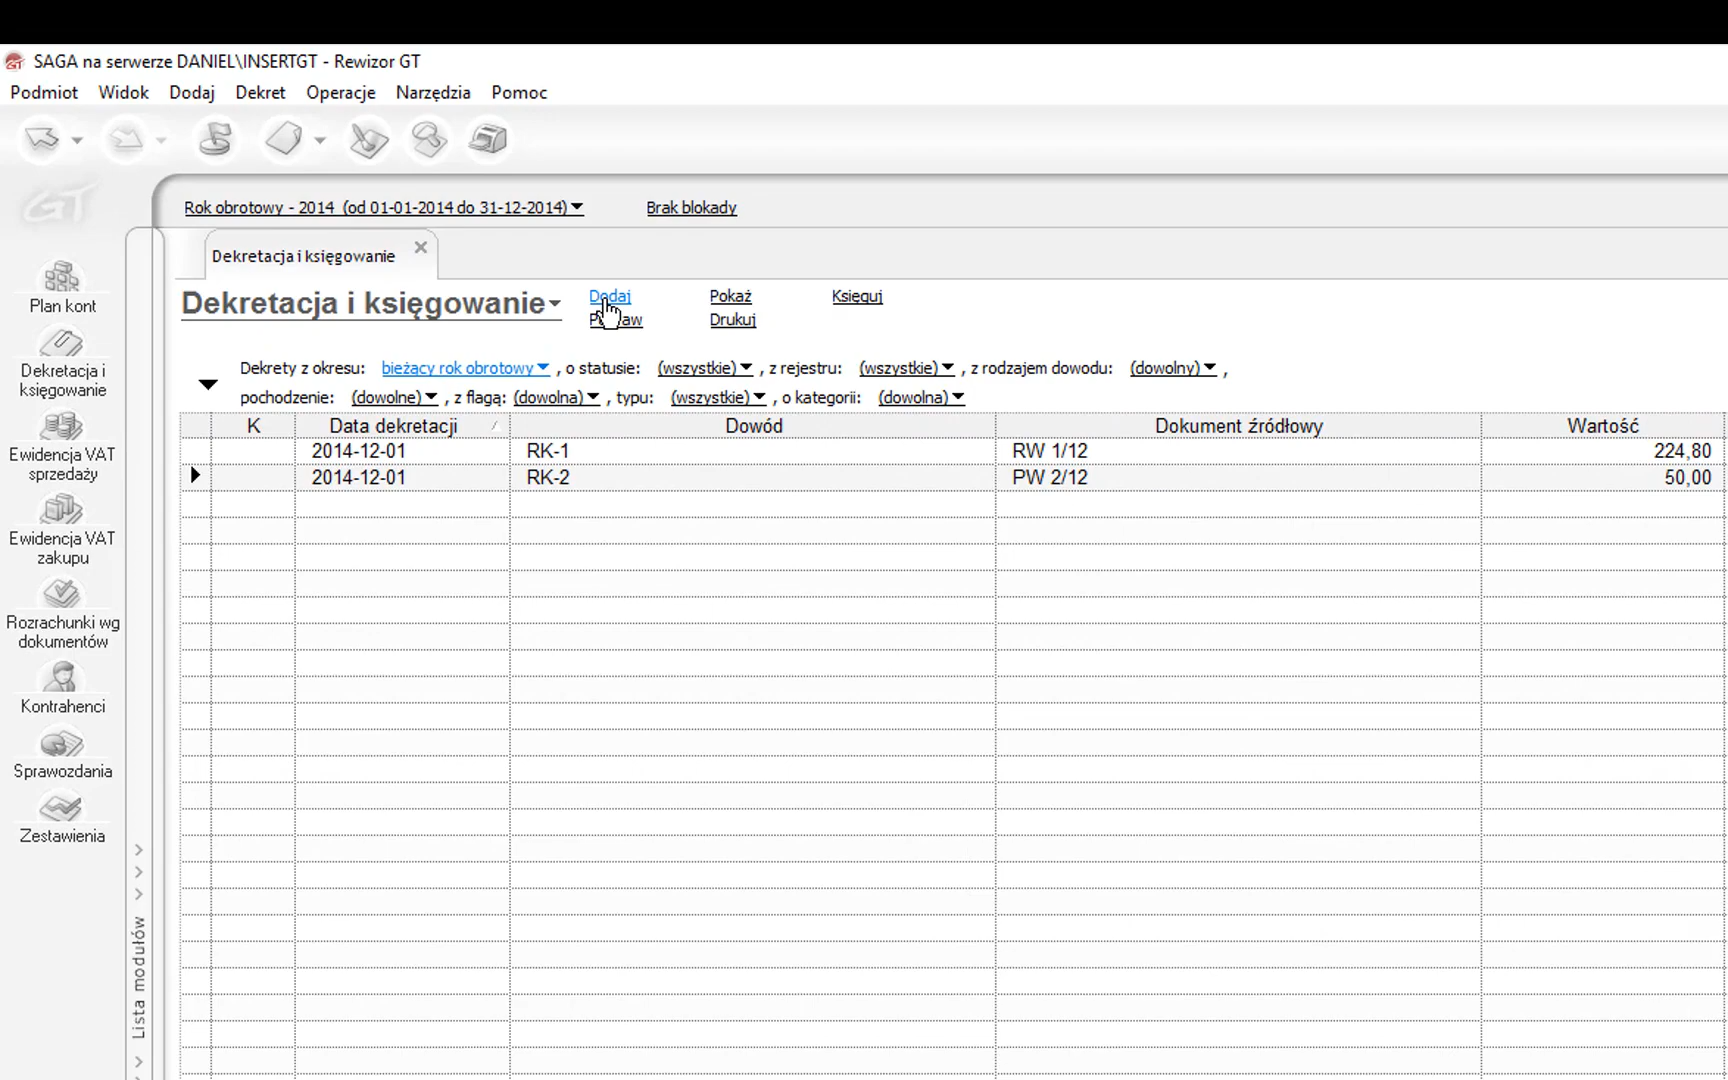 SAGA na serwerze DANIEL\INSERTGT - Rewizor GT
Podmiot Widok Dodaj Dekret Operacje Narzędzia Pomoc
GT
Rok obrotowy - 2014 (od 01-01-2014 do 31-12-2014) Brak blokady
Dekretacja i księgowanie
Dekretacja i księgowanie Dodaj Pokaż Księguj
Drukuj
Dekrety z okresu: bieżący rok obrotowy , o statusie: (wszystkie) , z rejestru: (wszystkie) , z rodzajem dowodu: (dowolny) ,
pochodzenie: (dowolne) , z flagą: (dowolna) , typu: (wszystkie) , o kategorii: (dowolna)
K Data dekretacji Dowód Dokument źródłowy Wartość
2014-12-01 RK-1 RW 1/12 224,80
2014-12-01 RK-2 PW 2/12 50,00
Plan kont
Dekretacja i
księgowanie
Ewidencja VAT
sprzedaży
Ewidencja VAT
zakupu
Rozrachunki wg
dokumentów
Kontrahenci
Sprawozdania
Zestawienia
Lista modułów